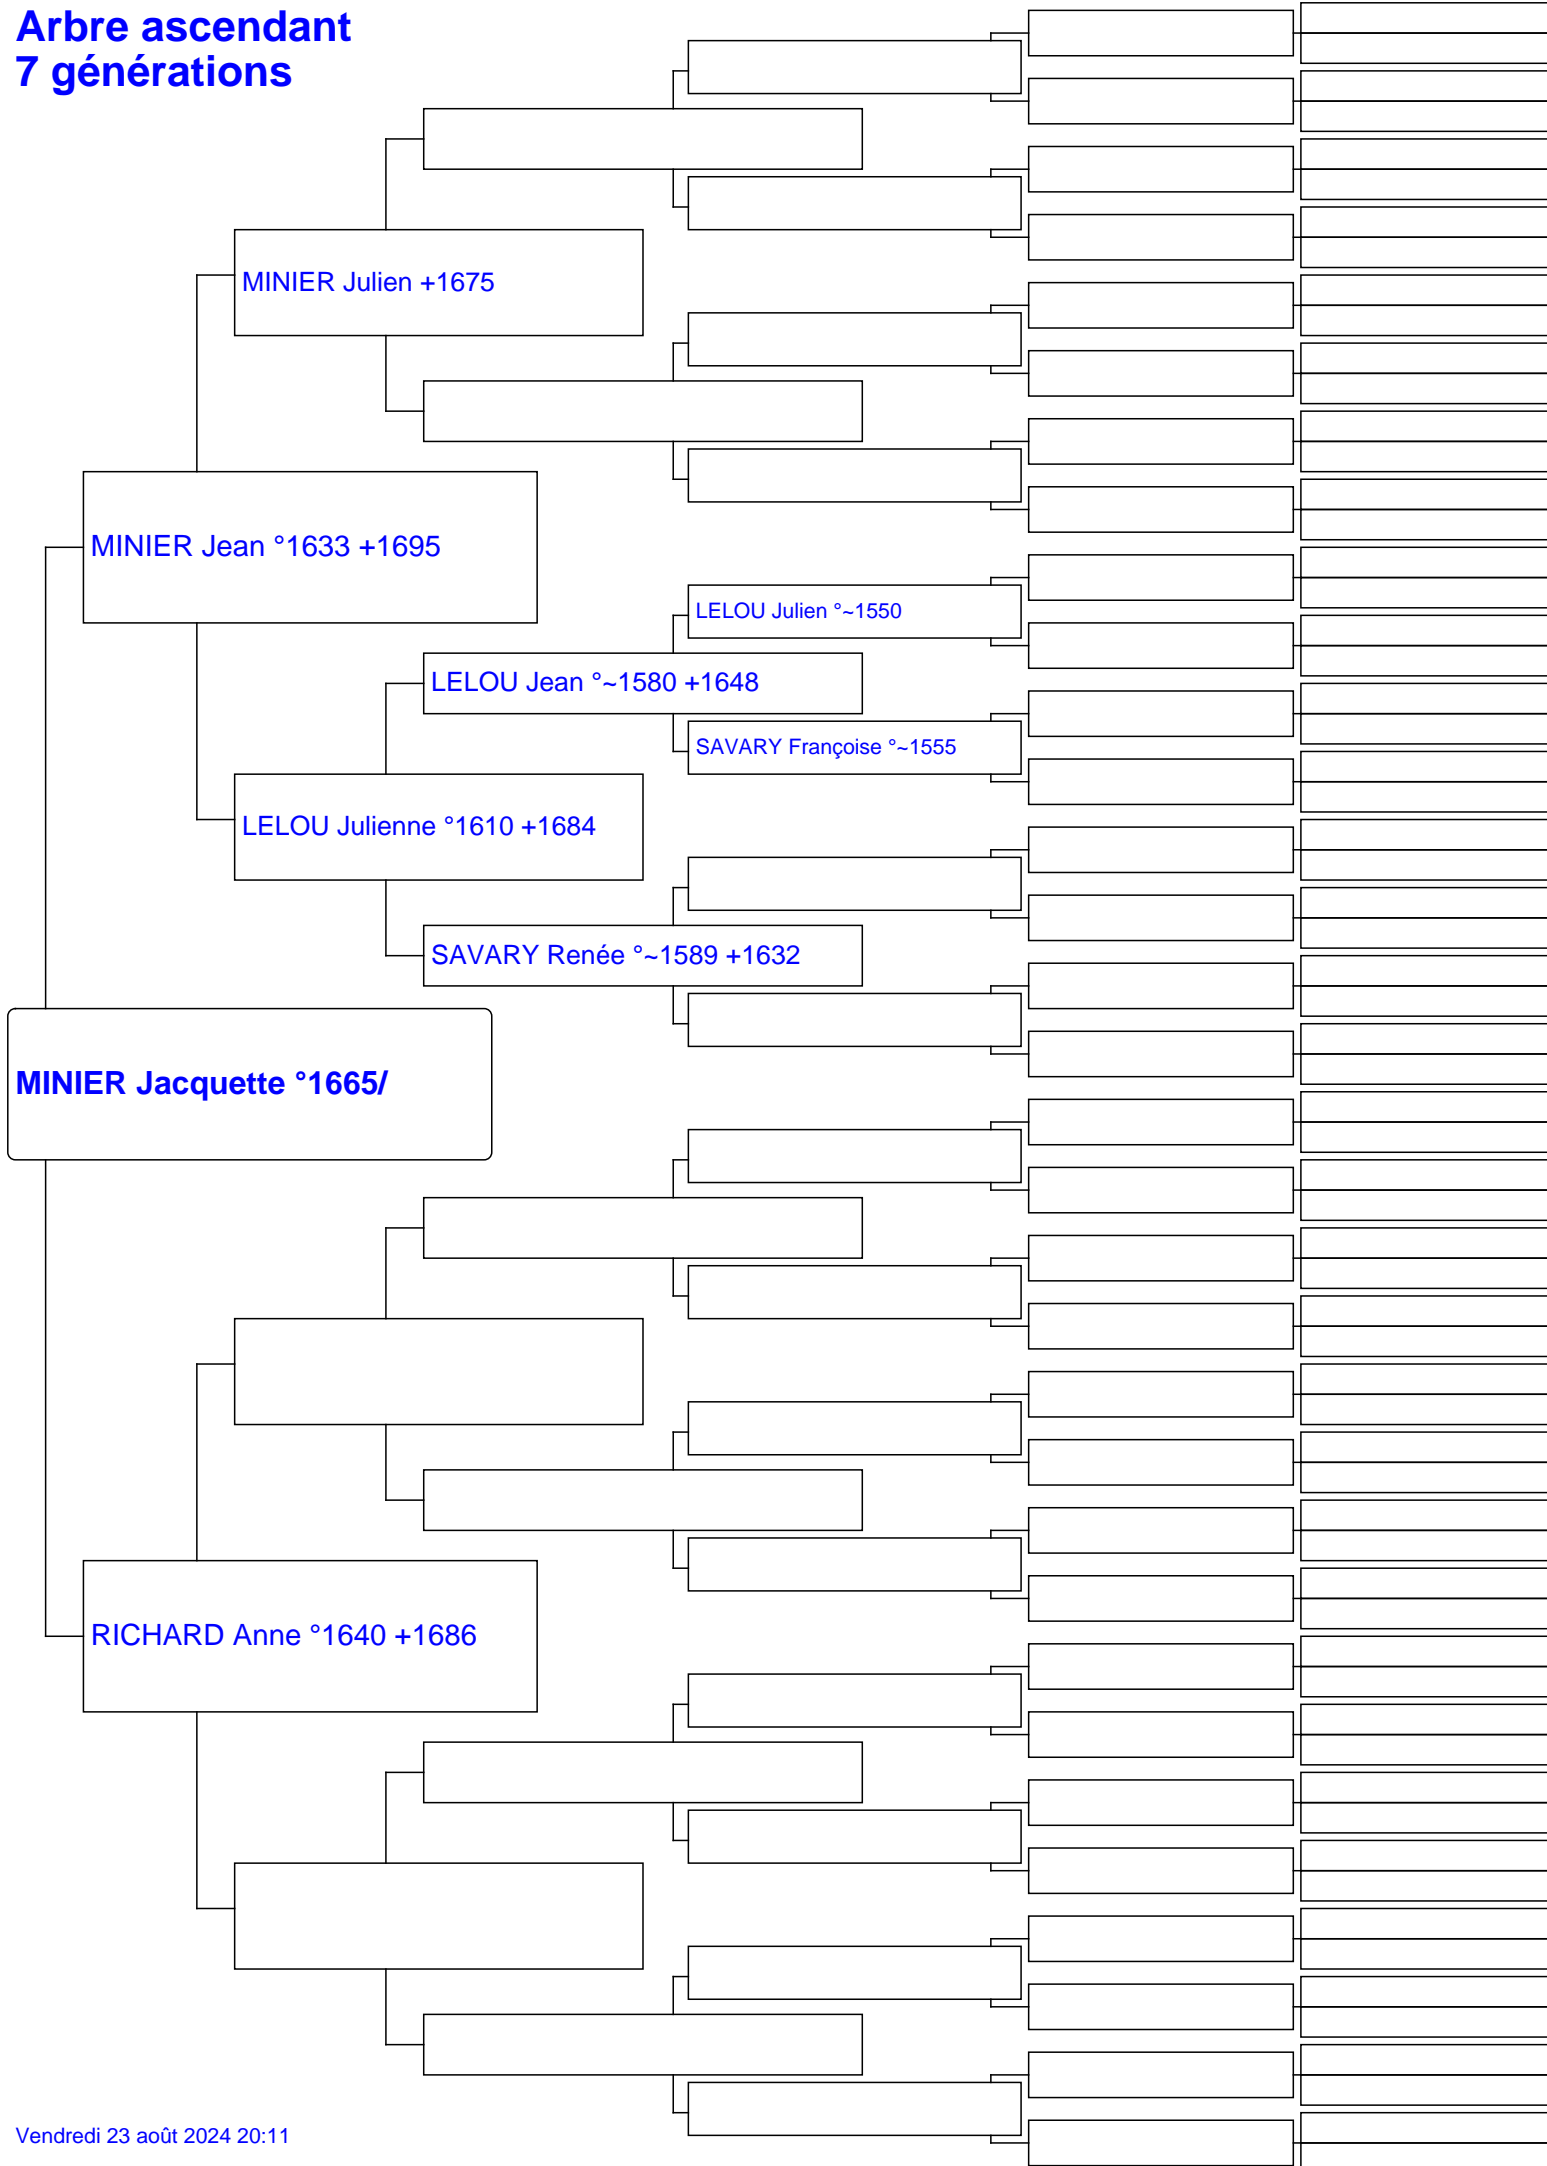 Arbre ascendant
7 générations
MINIER Julien +1675
MINIER Jean °1633 +1695
LELOU Julien °~1550
LELOU Jean °~1580 +1648
SAVARY Françoise °~1555
LELOU Julienne °1610 +1684
SAVARY Renée °~1589 +1632
MINIER Jacquette °1665/
RICHARD Anne °1640 +1686
Vendredi 23 août 2024 20:11